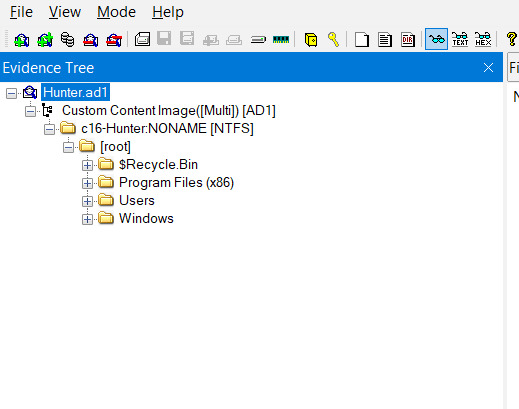 File View Mode Help
DIR TEXT HEX ?
Evidence Tree
Fi
Hunter.ad1
N
Custom Content Image([Multi]) [AD1]
c16-Hunter:NONAME [NTFS]
[root]
$Recycle.Bin
Program Files (x86)
Users
Windows